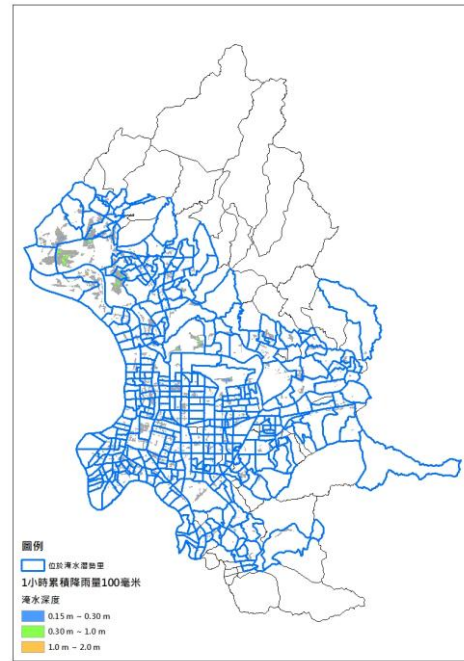 圖例
位於淹水潛勢里
1小時累積降雨量100毫米
淹水深度
0.15 m ~ 0.30 m
0.30 m ~ 1.0 m
1.0 m ~ 2.0 m